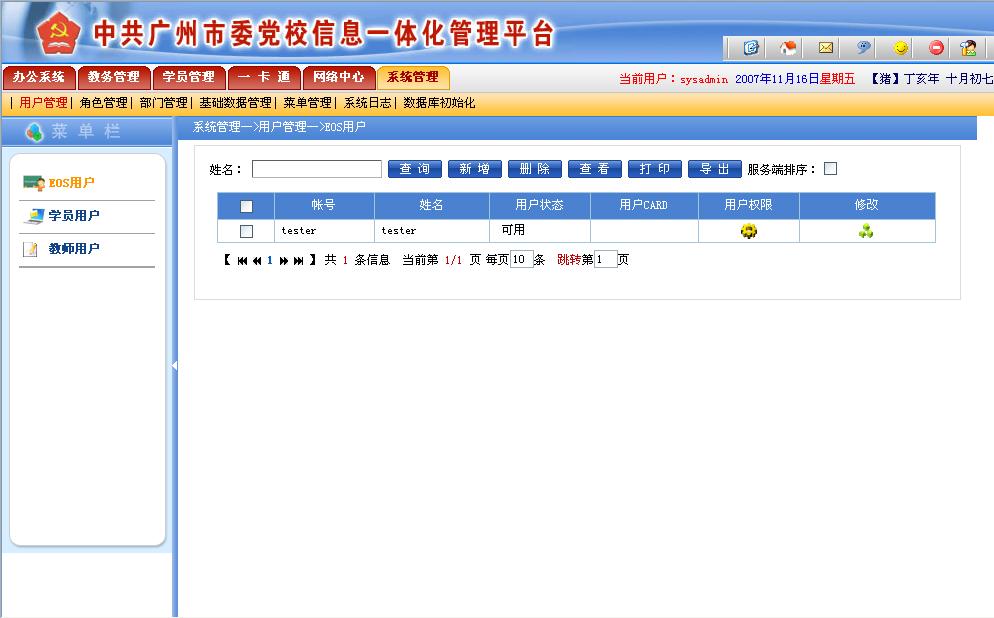 中共广州市委党校信息一体化管理平台
办公系统 教务管理 学员管理 一 卡 通 网络中心 系统管理 当前用户：sysadmin 2007年11月16日星期五 【猪】丁亥年 十月初七
| 用户管理| 角色管理| 部门管理| 基础数据管理| 菜单管理| 系统日志| 数据库初始化
菜 单 栏
系统管理—>用户管理—>EOS用户
EOS用户
学员用户
教师用户
姓名： 查 询 新 增 删 除 查 看 打 印 导 出 服务端排序：
帐号 姓名 用户状态 用户CARD 用户权限 修改
tester tester 可用
【 1 】 共 1 条信息 当前第 1/1 页 每页10条 跳转第1页